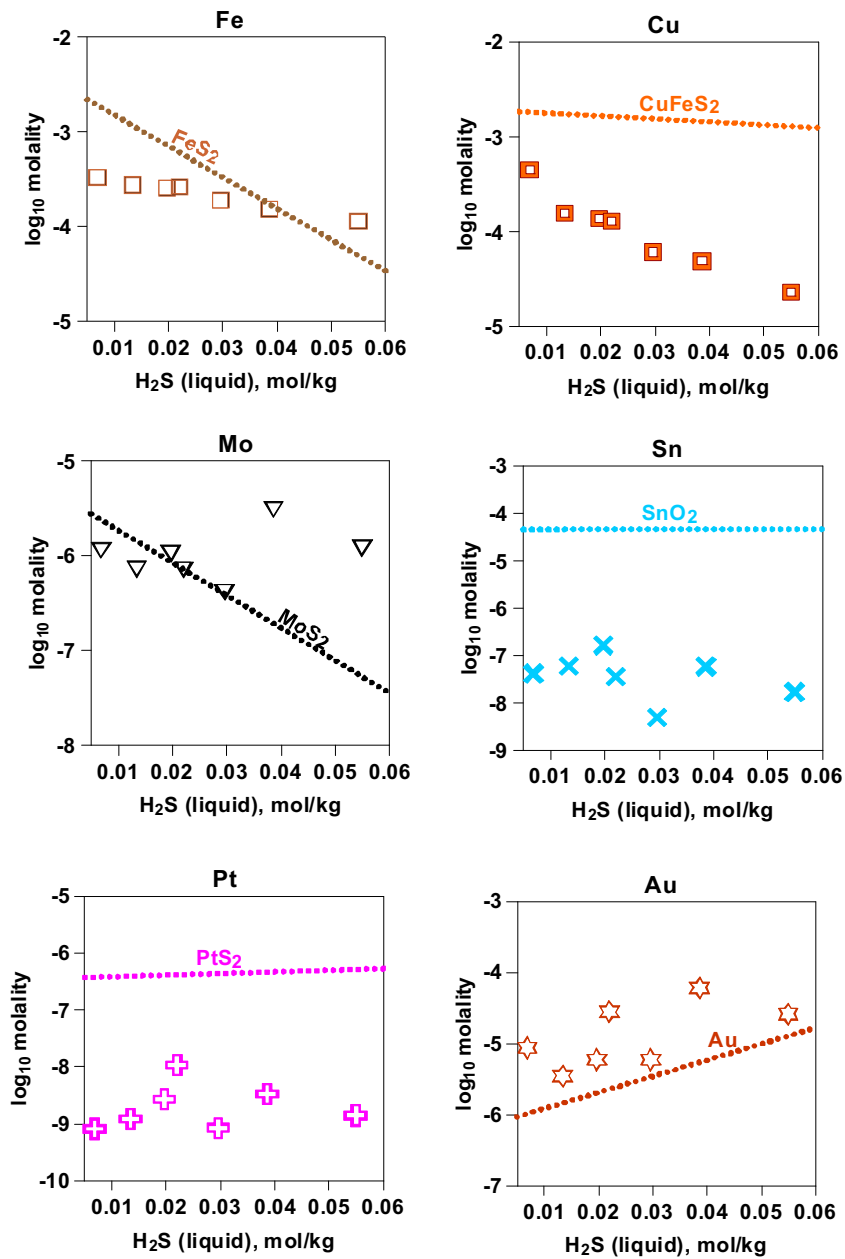 Fe
-2
-3
-4
-5
log₁₀ molality
FeS₂
0.01 0.02 0.03 0.04 0.05 0.06
H₂S (liquid), mol/kg
Cu
-2
-3
-4
-5
log₁₀ molality
CuFeS₂
0.01 0.02 0.03 0.04 0.05 0.06
H₂S (liquid), mol/kg
Mo
-5
-6
-7
-8
log₁₀ molality
MoS₂
0.01 0.02 0.03 0.04 0.05 0.06
H₂S (liquid), mol/kg
Sn
-3
-4
-5
-6
-7
-8
-9
log₁₀ molality
SnO₂
0.01 0.02 0.03 0.04 0.05 0.06
H₂S (liquid), mol/kg
Pt
-5
-6
-7
-8
-9
-10
log₁₀ molality
PtS₂
0.01 0.02 0.03 0.04 0.05 0.06
H₂S (liquid), mol/kg
Au
-3
-4
-5
-6
-7
log₁₀ molality
Au
0.01 0.02 0.03 0.04 0.05 0.06
H₂S (liquid), mol/kg